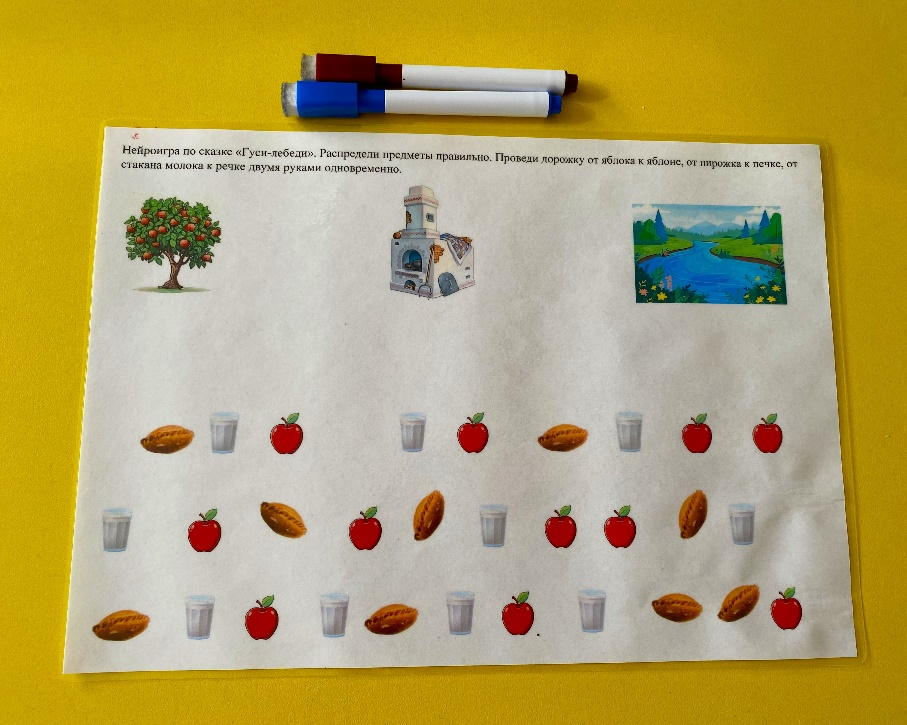 Нейроигра по сказке «Гуси-лебеди». Распредели предметы правильно. Проведи дорожку от яблока к яблоне, от пирожка к печке, от
стакана молока к речке двумя руками одновременно.